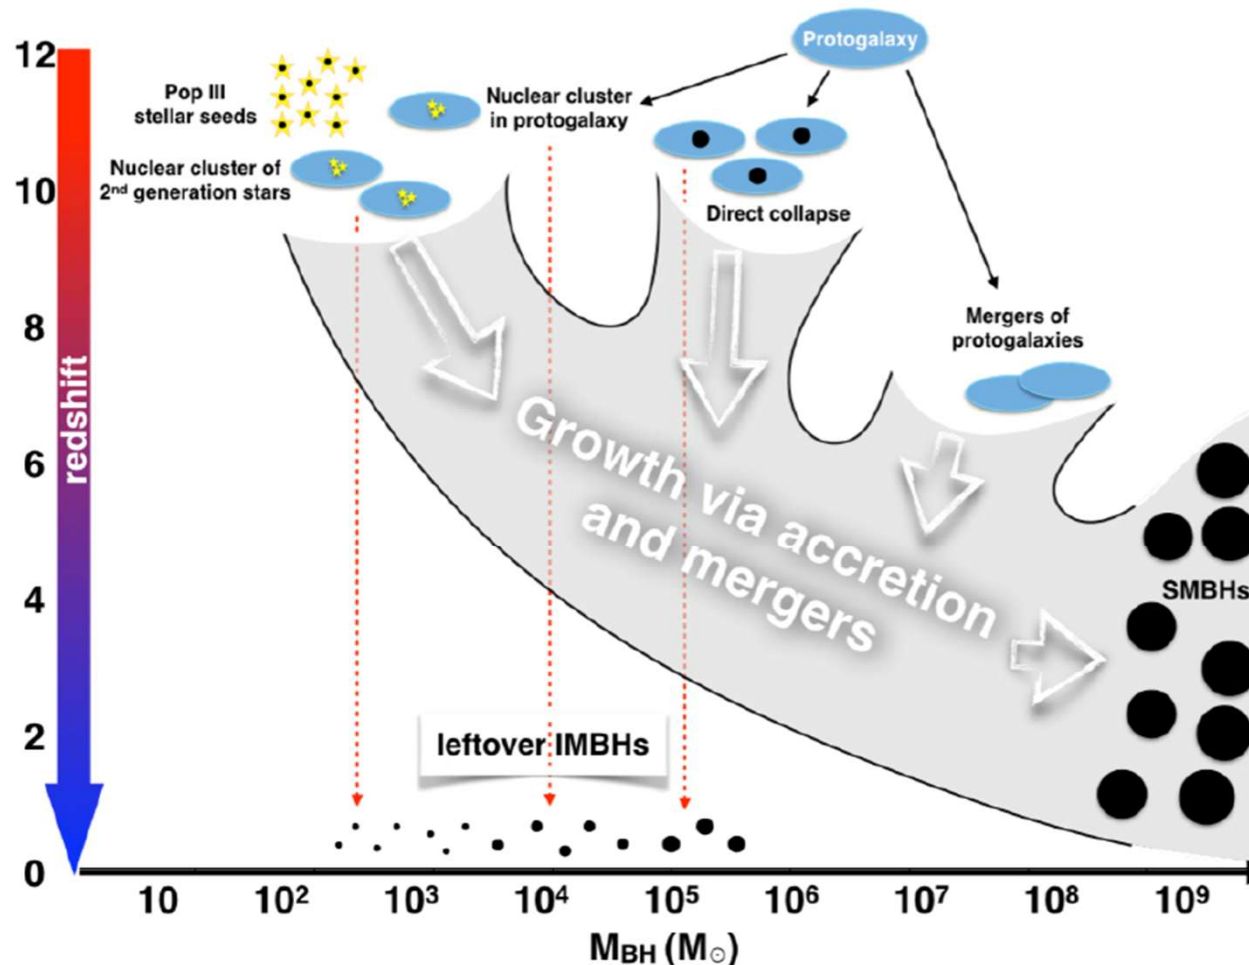 Protogalaxy
Pop III
stellar seeds
Nuclear cluster
in protogalaxy
Nuclear cluster of
2nd generation stars
Direct collapse
Mergers of
protogalaxies
Growth via accretion
and mergers
SMBHs
leftover IMBHs
redshift
12
10
8
6
4
2
0
10 10² 10³ 10⁴ 10⁵ 10⁶ 10⁷ 10⁸ 10⁹
MBH (M☉)